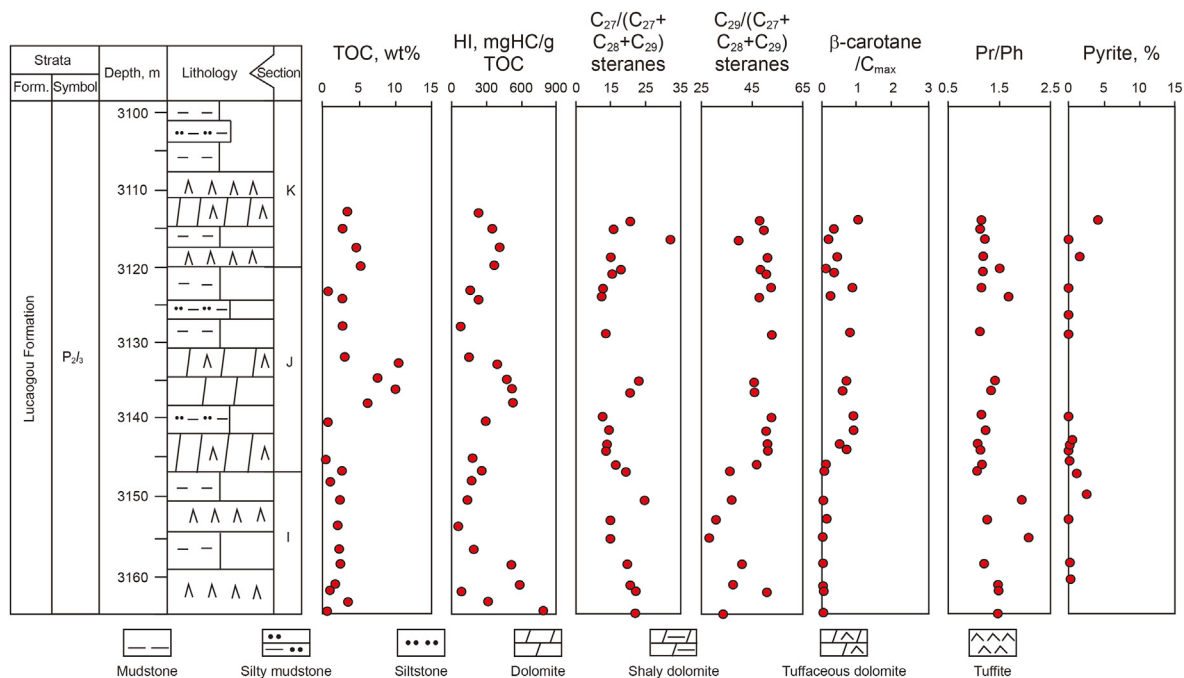 Strata
Form.
Symbol
Depth, m
Lithology
Section
TOC, wt%
0 5 10 15
HI, mgHC/g
TOC
0 300 600 900
C27/(C27+
C28+C29)
steranes
5 15 25 35
C29/(C27+
C28+C29)
steranes
25 45 65
β-carotane
/Cmax
0 1 2 3
Pr/Ph
0.5 1.5 2.5
Pyrite, %
0 5 10 15
Lucaogou Formation
P2l3
3100
3110
3120
3130
3140
3150
3160
K
J
I
Mudstone
Silty mudstone
Siltstone
Dolomite
Shaly dolomite
Tuffaceous dolomite
Tuffite